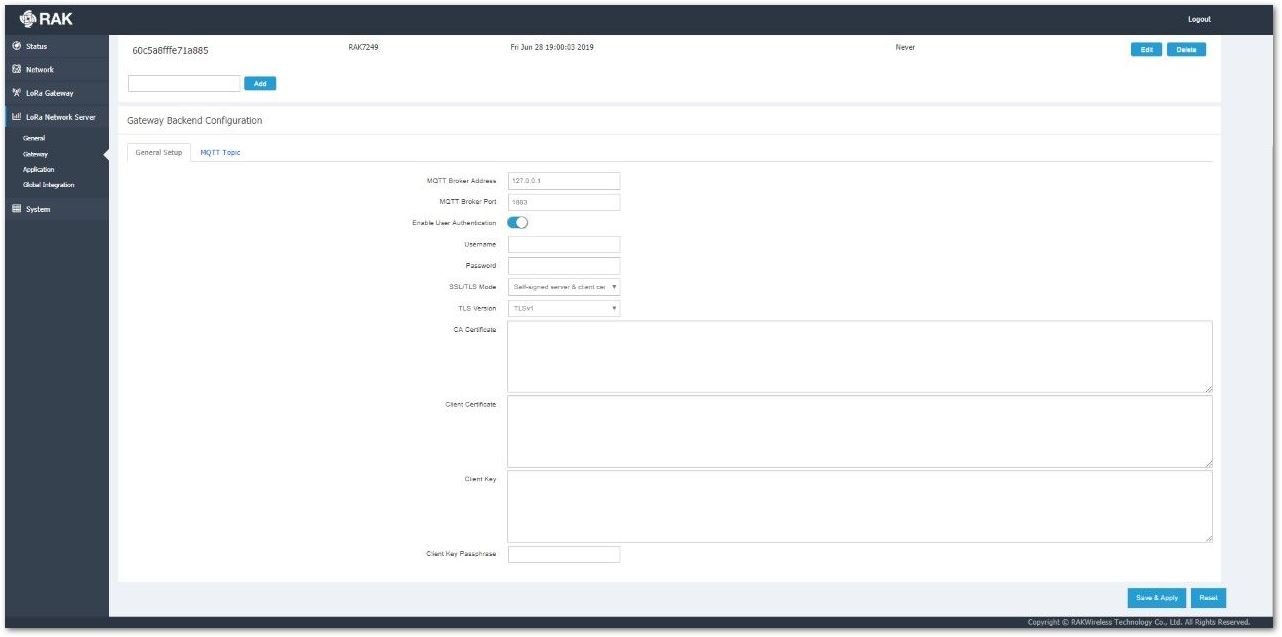 RAK
Logout
Status
Network
LoRa Gateway
LoRa Network Server
General
Gateway
Application
Global Integration
System
60c5a8fffe71a885 RAK7249 Fri Jun 28 19:00:03 2019 Never Edit Delete
Add
Gateway Backend Configuration
General Setup MQTT Topic
MQTT Broker Address 127.0.0.1
MQTT Broker Port 1883
Enable User Authentication
Username
Password
SSL/TLS Mode Self-signed server & client cer
TLS Version TLSv1
CA Certificate
Client Certificate
Client Key
Client Key Passphrase
Save & Apply Reset
Copyright © RAKWireless Technology Co., Ltd. All Rights Reserved.